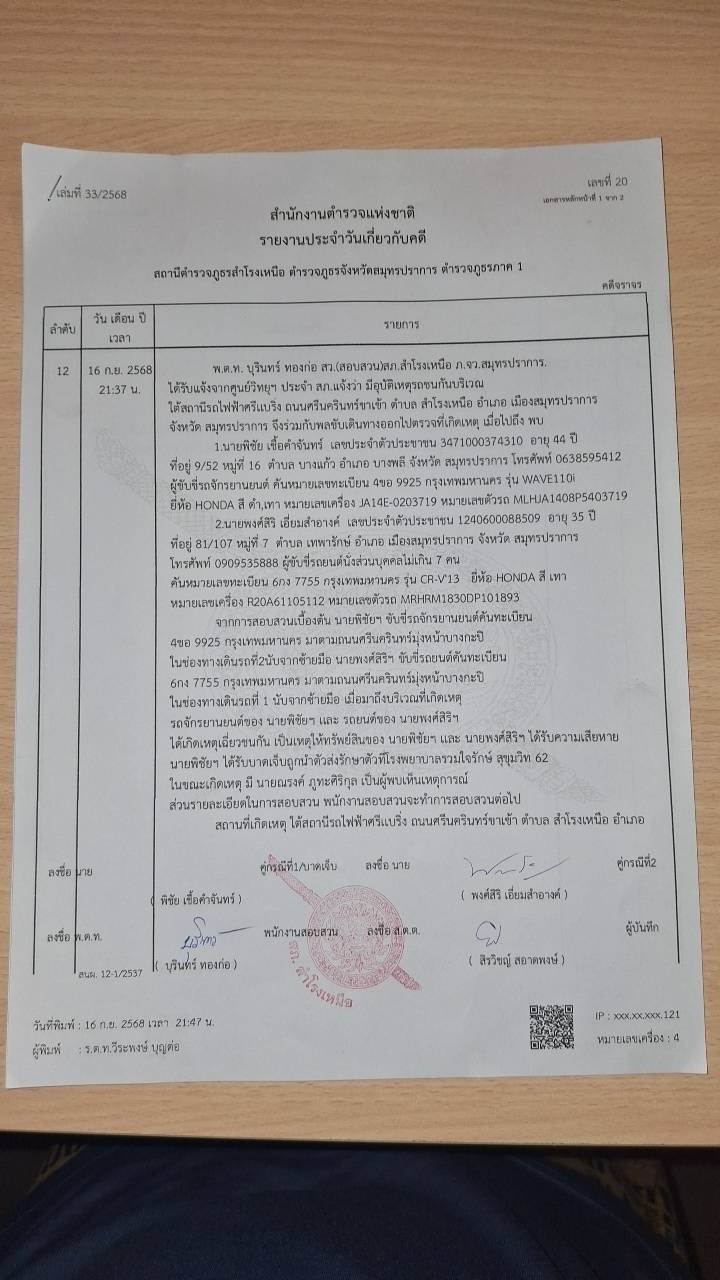 เล่มที่ 33/2568
เลขที่ 20
เอกสารหลักหน้าที่ 1 จาก 2
สำนักงานตำรวจแห่งชาติ
รายงานประจำวันเกี่ยวกับคดี
สถานีตำรวจภูธรสำโรงเหนือ ตำรวจภูธรจังหวัดสมุทรปราการ ตำรวจภูธรภาค 1
คดีจราจร
ลำดับ วัน เดือน ปี เวลา รายการ
12 16 ก.ย. 2568 21:37 น.
พ.ต.ท. บุรินทร์ ทองก่อ สว.(สอบสวน)สภ.สำโรงเหนือ ภ.จว.สมุทรปราการ.
ได้รับแจ้งจากศูนย์วิทยุฯ ประจำ สภ.แจ้งว่า มีอุบัติเหตุรถชนกันบริเวณ
ใต้สถานีรถไฟฟ้าศรีแบริ่ง ถนนศรีนครินทร์ขาเข้า ตำบล สำโรงเหนือ อำเภอ เมืองสมุทรปราการ
จังหวัด สมุทรปราการ จึงร่วมกับพลขับเดินทางออกไปตรวจที่เกิดเหตุ เมื่อไปถึง พบ
1.นายพิชัย เชื้อคำจันทร์ เลขประจำตัวประชาชน 3471000374310 อายุ 44 ปี
ที่อยู่ 9/52 หมู่ที่ 16 ตำบล บางแก้ว อำเภอ บางพลี จังหวัด สมุทรปราการ โทรศัพท์ 0638595412
ผู้ขับขี่รถจักรยานยนต์ คันหมายเลขทะเบียน 4ขอ 9925 กรุงเทพมหานคร รุ่น WAVE110i
ยี่ห้อ HONDA สี ดำ,เทา หมายเลขเครื่อง JA14E-0203719 หมายเลขตัวรถ MLHJA1408P5403719
2.นายพงศ์สิริ เอี่ยมสำอางค์ เลขประจำตัวประชาชน 1240600088509 อายุ 35 ปี
ที่อยู่ 81/107 หมู่ที่ 7 ตำบล เทพารักษ์ อำเภอ เมืองสมุทรปราการ จังหวัด สมุทรปราการ
โทรศัพท์ 0909535888 ผู้ขับขี่รถยนต์นั่งส่วนบุคคลไม่เกิน 7 คน
คันหมายเลขทะเบียน 6กง 7755 กรุงเทพมหานคร รุ่น CR-V'13 ยี่ห้อ HONDA สี เทา
หมายเลขเครื่อง R20A61105112 หมายเลขตัวรถ MRHRM1830DP101893
จากการสอบสวนเบื้องต้น นายพิชัยฯ ขับขี่รถจักรยานยนต์คันทะเบียน
4ขอ 9925 กรุงเทพมหานคร มาตามถนนศรีนครินทร์มุ่งหน้าบางกะปิ
ในช่องทางเดินรถที่2นับจากซ้ายมือ นายพงศ์สิริฯ ขับขี่รถยนต์คันทะเบียน
6กง 7755 กรุงเทพมหานคร มาตามถนนศรีนครินทร์มุ่งหน้าบางกะปิ
ในช่องทางเดินรถที่ 1 นับจากซ้ายมือ เมื่อมาถึงบริเวณที่เกิดเหตุ
รถจักรยานยนต์ของ นายพิชัยฯ และ รถยนต์ของ นายพงศ์สิริฯ
ได้เกิดเหตุเฉี่ยวชนกัน เป็นเหตุให้ทรัพย์สินของ นายพิชัยฯ และ นายพงศ์สิริฯ ได้รับความเสียหาย
นายพิชัยฯ ได้รับบาดเจ็บถูกนำตัวส่งรักษาตัวที่โรงพยาบาลรวมใจรักษ์ สุขุมวิท 62
ในขณะเกิดเหตุ มี นายณรงค์ ภูทะศิริกุล เป็นผู้พบเห็นเหตุการณ์
ส่วนรายละเอียดในการสอบสวน พนักงานสอบสวนจะทำการสอบสวนต่อไป
สถานที่เกิดเหตุ ใต้สถานีรถไฟฟ้าศรีแบริ่ง ถนนศรีนครินทร์ขาเข้า ตำบล สำโรงเหนือ อำเภอ
ลงชื่อ นาย คู่กรณีที่1/บาดเจ็บ ลงชื่อ นาย คู่กรณีที่2
( พิชัย เชื้อคำจันทร์ ) ( พงศ์สิริ เอี่ยมสำอางค์ )
ลงชื่อ พ.ต.ท. บุรินทร์ พนักงานสอบสวน ลงชื่อ ส.ต.ต. ผู้บันทึก
( บุรินทร์ ทองก่อ ) ( สิรวิชญ์ สอาดพงษ์ )
สภ. สำโรงเหนือ
สนผ. 12-1/2537
วันที่พิมพ์ : 16 ก.ย. 2568 เวลา 21:47 น.
ผู้พิมพ์ : ร.ต.ท.วีระพงษ์ บุญต่อ
IP : xxx.xx.xxx.121
หมายเลขเครื่อง : 4